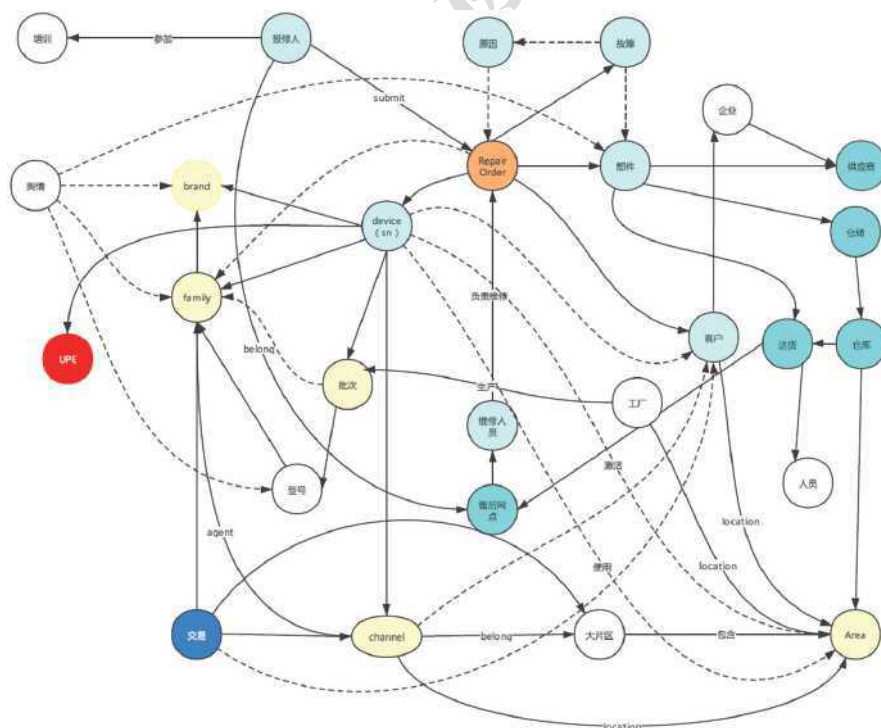 培训
参加
报修人
原因
故障
submit
企业
舆情
brand
Repair
Order
部件
供应商
device
(sn)
仓储
family
负责维修
UPE
belong
客户
送货
仓库
批次
生产
工厂
维修人
员
激活
型号
售后网
点
人员
agent
location
location
使用
交易
channel
belong
大片区
包含
Area
location